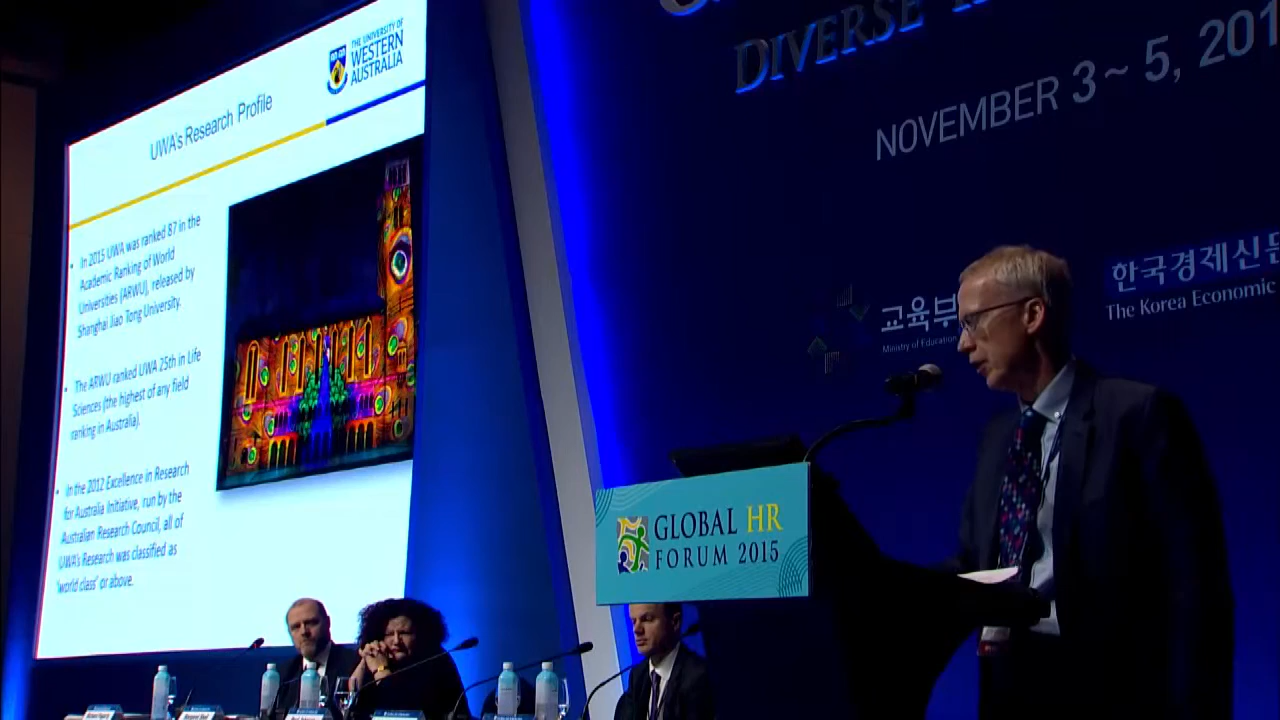 THE UNIVERSITY OF
WESTERN
AUSTRALIA
UWA's Research Profile
• In 2015 UWA was ranked 87 in the
Academic Ranking of World
Universities (ARWU), released by
Shanghai Jiao Tong University.
• The ARWU ranked UWA 25th in Life
Sciences (the highest of any field
ranking in Australia).
• In the 2012 Excellence in Research
for Australia Initiative, run by the
Australian Research Council, all of
UWA's Research was classified as
'world class' or above.
DIVERSE
NOVEMBER 3~5, 201
교육부
Ministry of Education
한국경제신문
The Korea Economic
GLOBAL HR
FORUM 2015